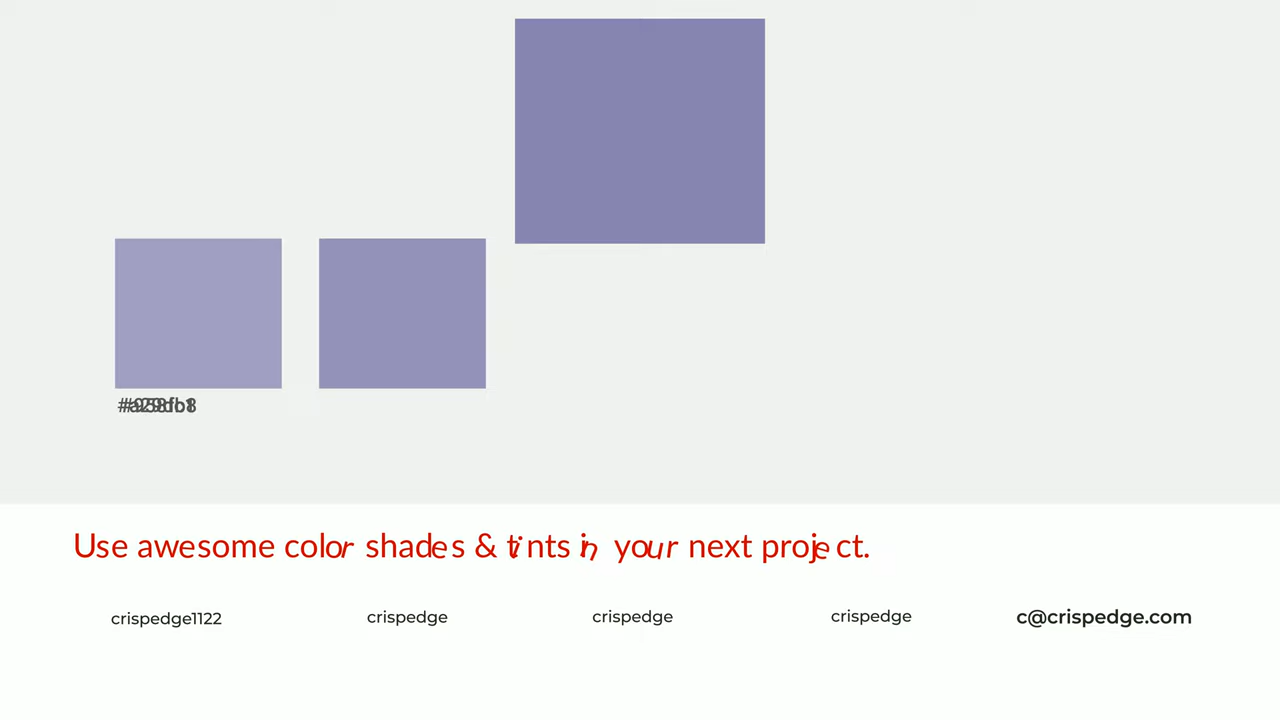 Use awesome color shades & tints in your next project.
crispedge1122 crispedge crispedge crispedge c@crispedge.com